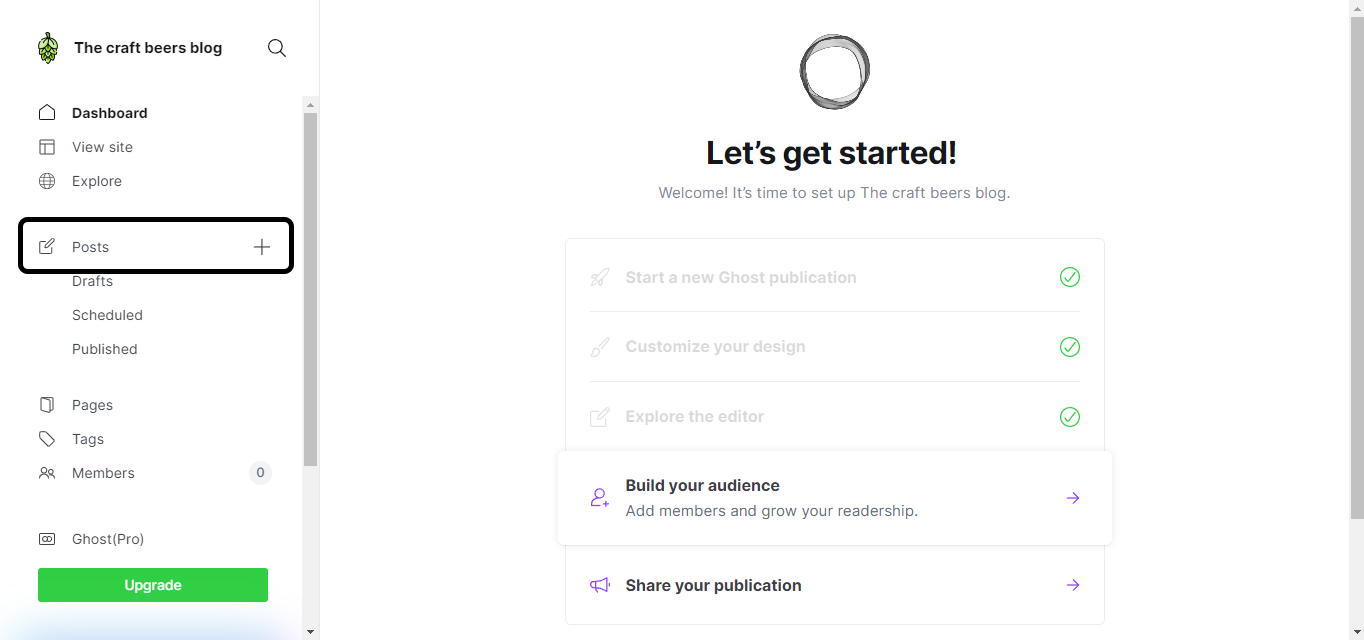 The craft beers blog
Dashboard
View site
Explore
Posts
Drafts
Scheduled
Published
Pages
Tags
Members 0
Ghost(Pro)
Upgrade
Let’s get started!
Welcome! It’s time to set up The craft beers blog.
Start a new Ghost publication
Customize your design
Explore the editor
Build your audience
Add members and grow your readership.
Share your publication